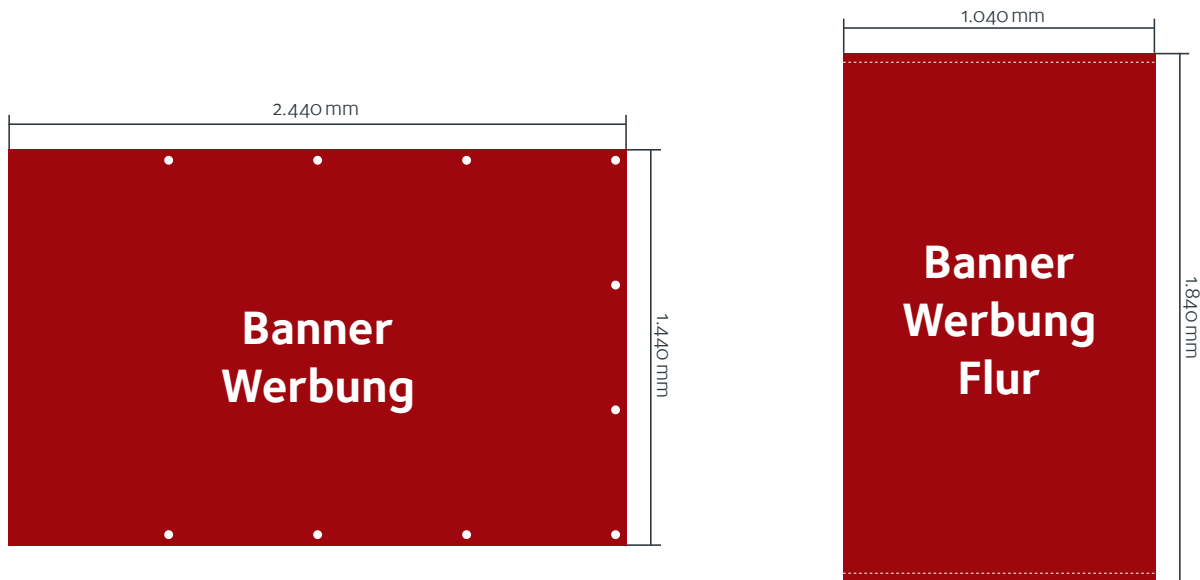 1.040 mm
2.440 mm
Banner
Werbung
1.440 mm
Banner
Werbung
Flur
1.840 mm